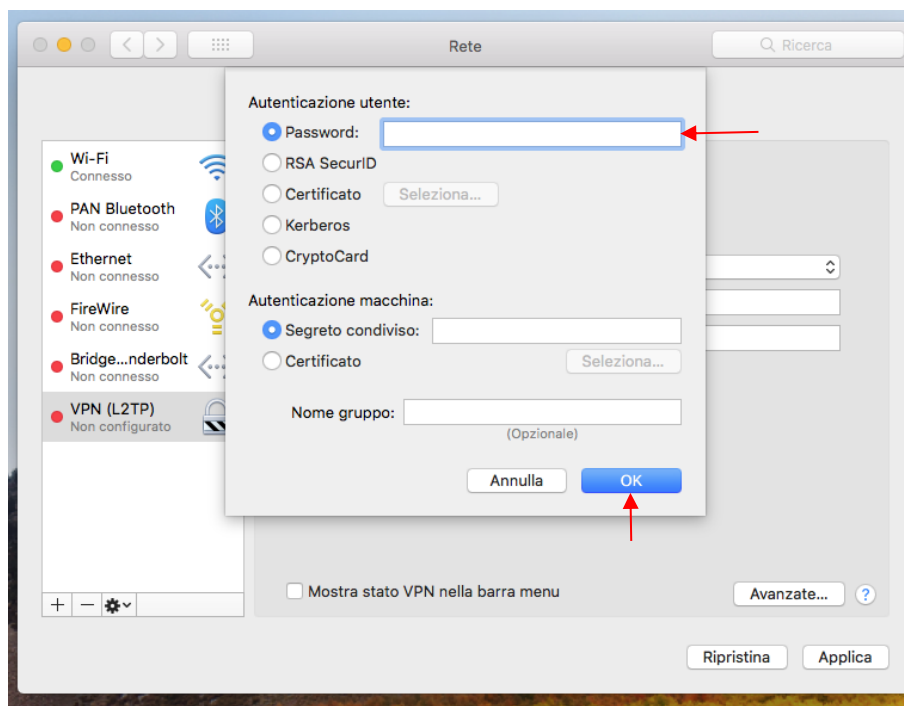 Rete
Ricerca
Autenticazione utente:
Password:
RSA SecurID
Certificato
Seleziona...
Kerberos
CryptoCard
Autenticazione macchina:
Segreto condiviso:
Certificato
Seleziona...
Nome gruppo:
(Opzionale)
Annulla
OK
Wi-Fi
Connesso
PAN Bluetooth
Non connesso
Ethernet
Non connesso
FireWire
Non connesso
Bridge...nderbolt
Non connesso
VPN (L2TP)
Non configurato
Mostra stato VPN nella barra menu
Avanzate...
?
Ripristina
Applica